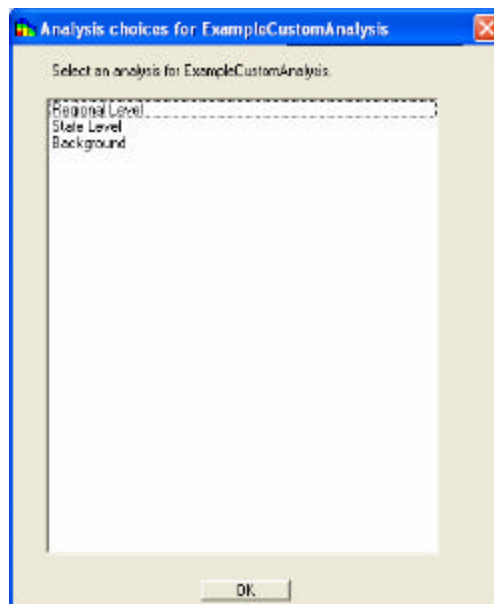 Analysis choices for ExampleCustomAnalysis
Select an analysis for ExampleCustomAnalysis.
Regional Level
State Level
Background
OK